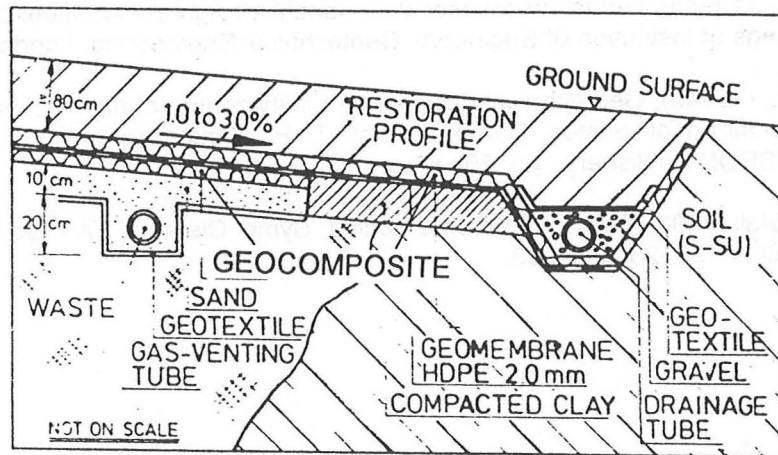 GROUND SURFACE
≥ 80cm
1.0 to 30%
RESTORATION
PROFILE
10 cm
20 cm
SOIL
(S-SU)
GEOCOMPOSITE
WASTE
SAND
GEOTEXTILE
GAS-VENTING
TUBE
GEOMEMBRANE
HDPE 2.0 mm
COMPACTED CLAY
GEO-
TEXTILE
GRAVEL
DRAINAGE
TUBE
NOT ON SCALE